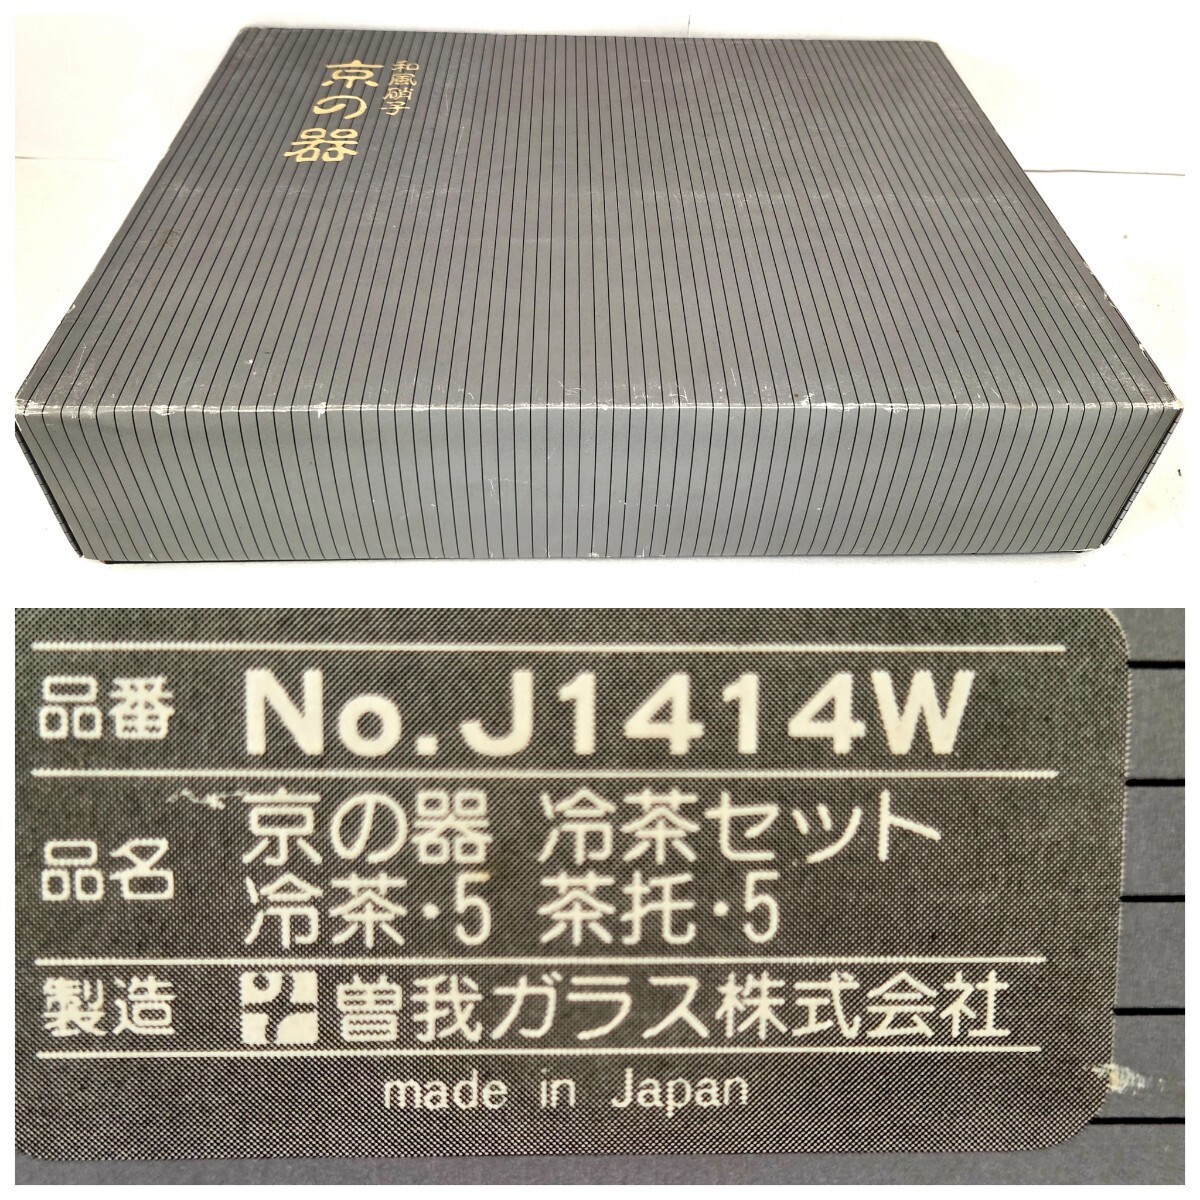 和風硝子
京の器
品番 No.J1414W
品名 京の器 冷茶セット
冷茶・5 茶托・5
製造 曽我ガラス株式会社
made in Japan